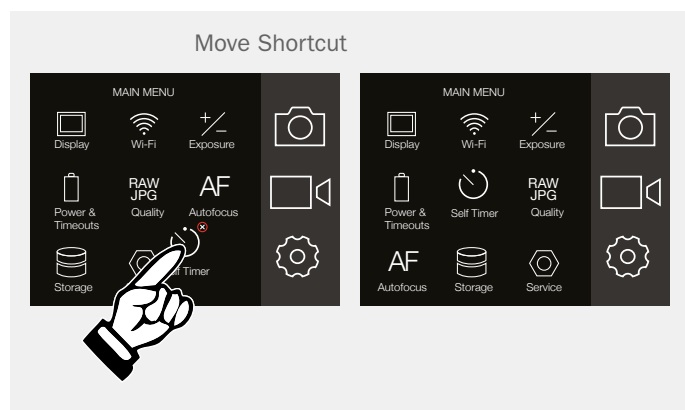 Move Shortcut
MAIN MENU
Display
Wi-Fi
Exposure
RAW
JPG
AF
Power &
Timeouts
Quality
Autofocus
Storage
Timer
MAIN MENU
Display
Wi-Fi
Exposure
RAW
JPG
Power &
Timeouts
Self Timer
Quality
AF
Autofocus
Storage
Service